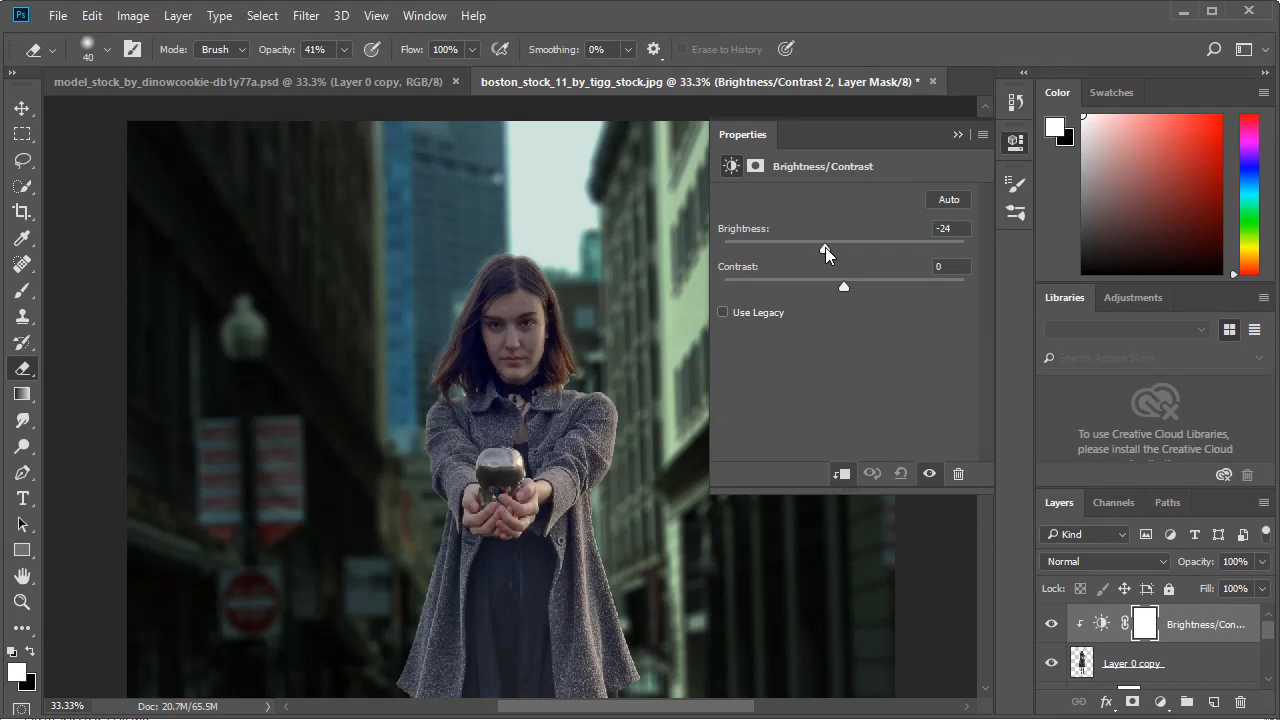 Ps File Edit Image Layer Type Select Filter 3D View Window Help
40 Mode: Brush Opacity: 41% Flow: 100% Smoothing: 0% Erase to History
model_stock_by_dinowcookie-db1y77a.psd @ 33.3% (Layer 0 copy, RGB/8) × boston_stock_11_by_tigg_stock.jpg @ 33.3% (Brightness/Contrast 2, Layer Mask/8) * ×
Properties
Brightness/Contrast
Auto
Brightness: -24
Contrast: 0
Use Legacy
Color Swatches
Libraries Adjustments
Search Adobe Stock
To use Creative Cloud Libraries,
please install the Creative Cloud
Layers Channels Paths
Kind
Normal Opacity: 100%
Lock: Fill: 100%
Brightness/Con...
Layer 0 copy
33.33% Doc: 20.7M/65.5M